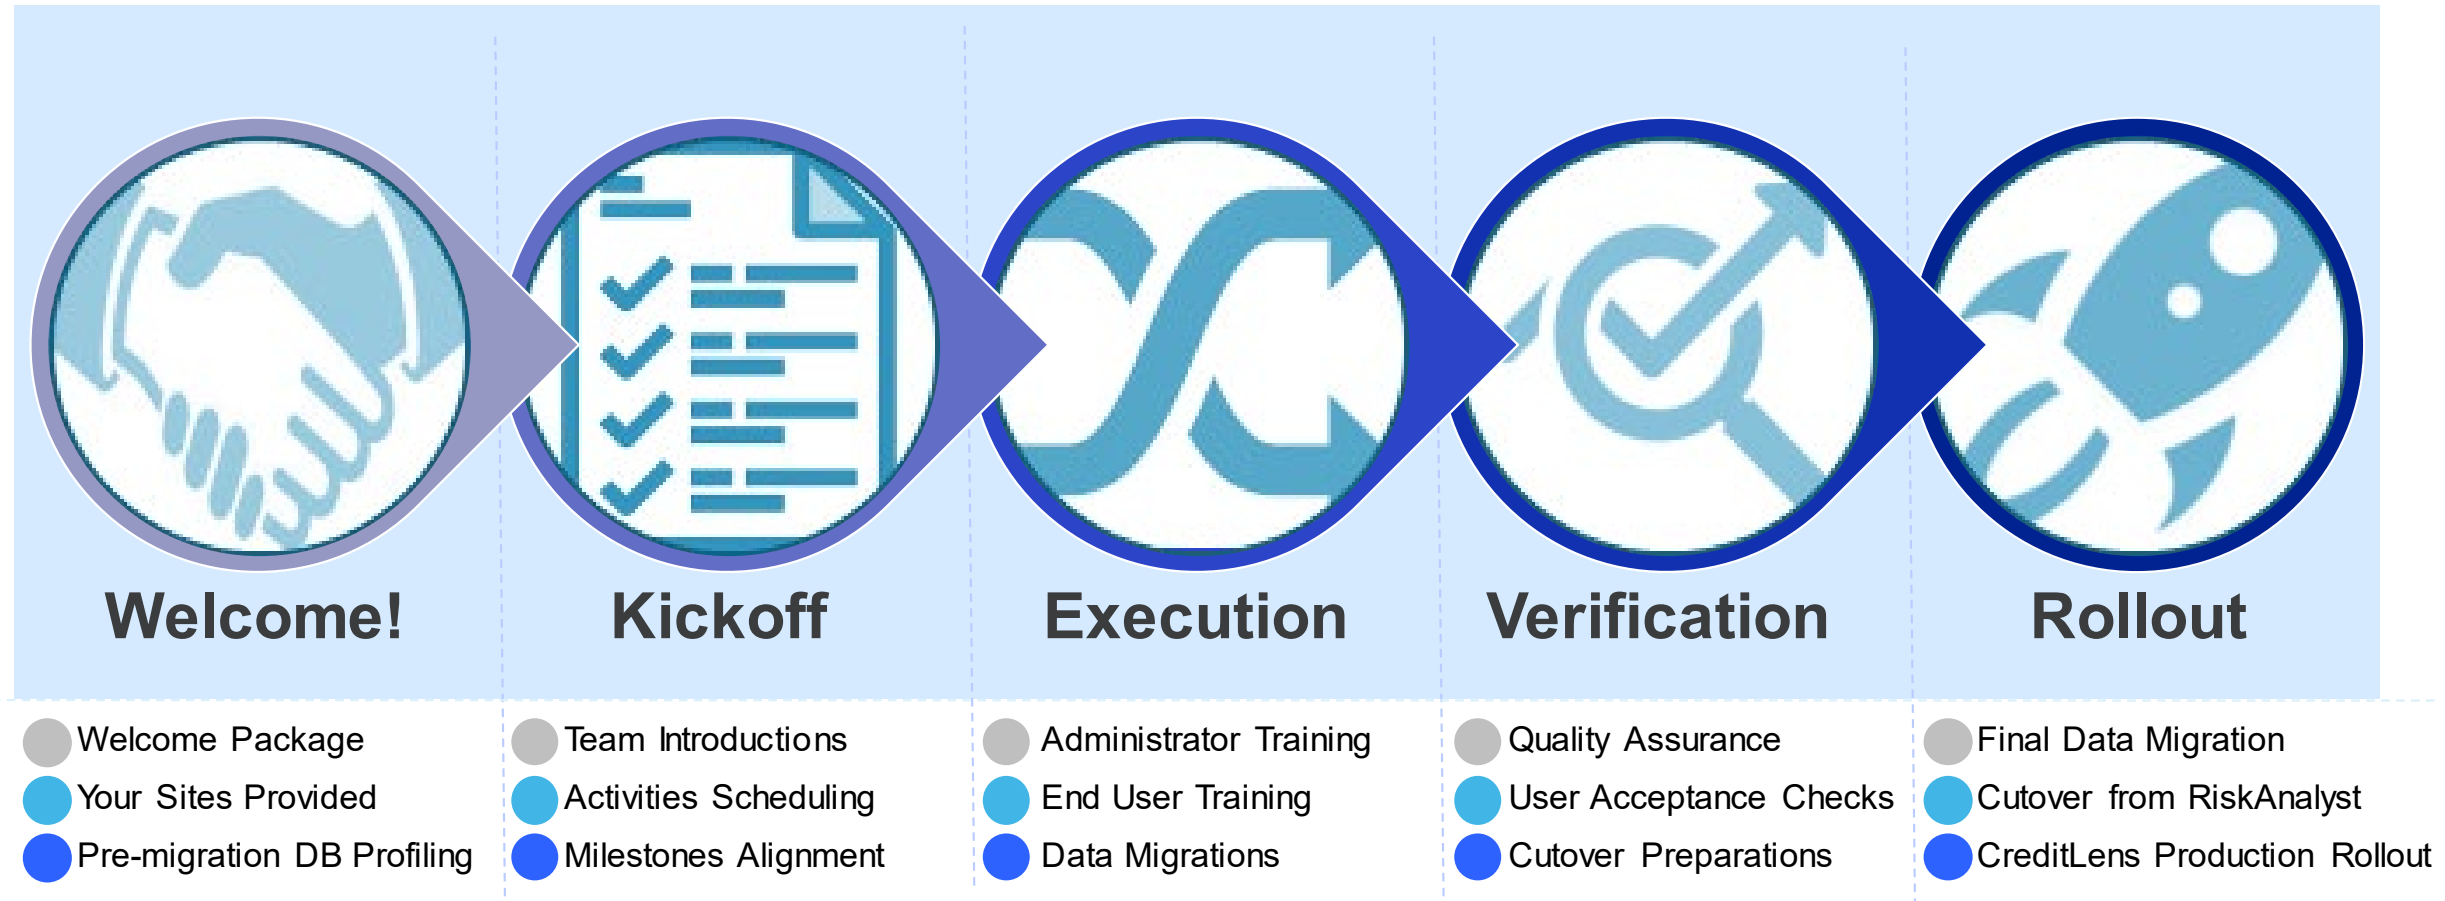 Welcome!
Kickoff
Execution
Verification
Rollout
Welcome Package
Your Sites Provided
Pre-migration DB Profiling
Team Introductions
Activities Scheduling
Milestones Alignment
Administrator Training
End User Training
Data Migrations
Quality Assurance
User Acceptance Checks
Cutover Preparations
Final Data Migration
Cutover from RiskAnalyst
CreditLens Production Rollout